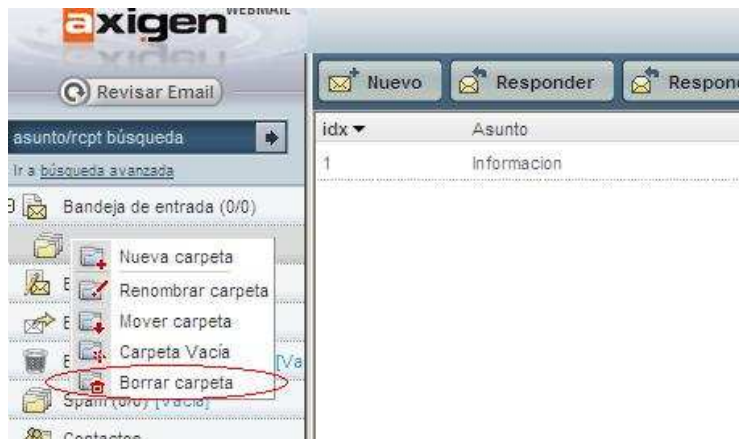 axigen WEBMAIL
Revisar Email
Nuevo
Responder
asunto/rcpt búsqueda
Ir a búsqueda avanzada
idx Asunto
1 Informacion
Bandeja de entrada (0/0)
Nueva carpeta
Renombrar carpeta
Mover carpeta
Carpeta Vacía
Borrar carpeta
Spam (0/0) [Vacia]
Contactos